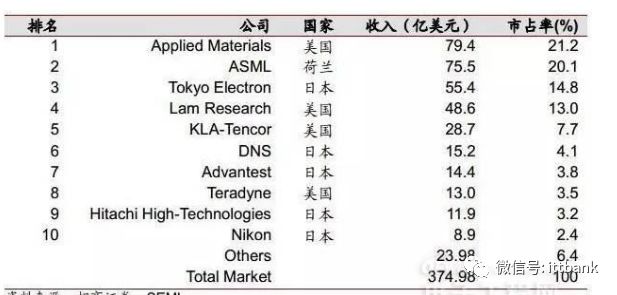 排名 公司 国家 收入（亿美元） 市占率(%)
1 Applied Materials 美国 79.4 21.2
2 ASML 荷兰 75.5 20.1
3 Tokyo Electron 日本 55.4 14.8
4 Lam Research 美国 48.6 13.0
5 KLA-Tencor 美国 28.7 7.7
6 DNS 日本 15.2 4.1
7 Advantest 日本 14.4 3.8
8 Teradyne 美国 13.0 3.5
9 Hitachi High-Technologies 日本 11.9 3.2
10 Nikon 日本 8.9 2.4
Others 23.98 6.4
Total Market 374.98 100
微信号: ittbank